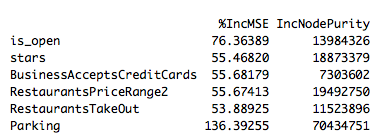 %IncMSE IncNodePurity
is_open 76.36389 13984326
stars 55.46820 18873379
BusinessAcceptsCreditCards 55.68179 7303602
RestaurantsPriceRange2 55.67413 19492750
RestaurantsTakeOut 53.88925 11523896
Parking 136.39255 70434751